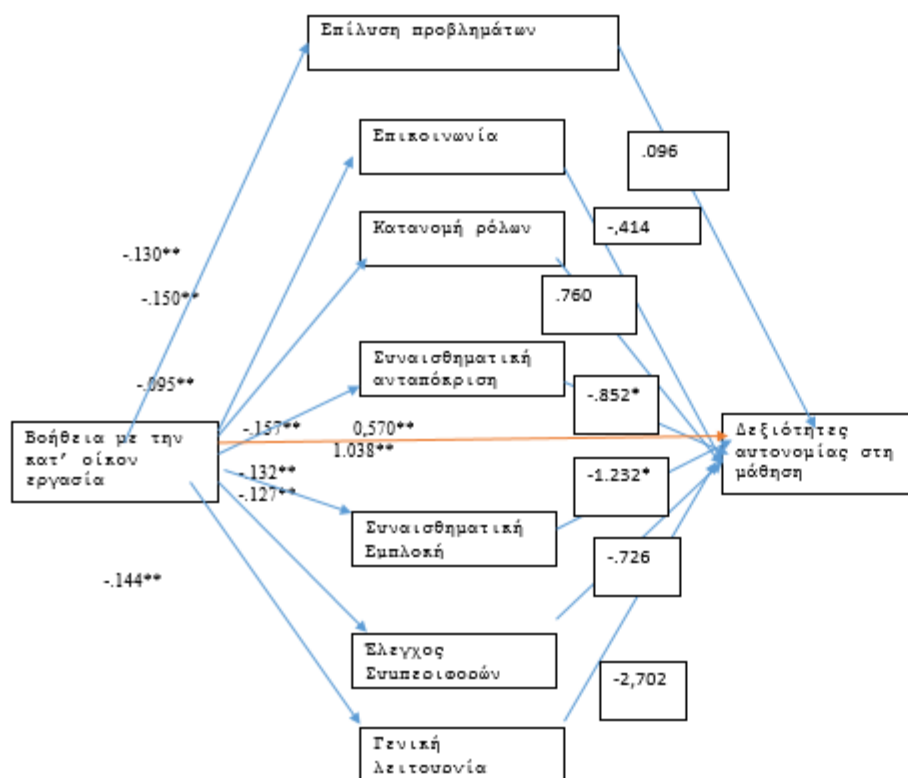 Επίλυση προβλημάτων
Επικοινωνία
.096
-,414
Κατανομή ρόλων
-.130**
-.150**
.760
Συναισθηματική
ανταπόκριση
-.095**
-.852*
-.157**
0,570**
1.038**
Βοήθεια με την
κατ' οίκον
εργασία
Δεξιότητες
αυτονομίας στη
μάθηση
-.132**
-.127**
-1.232*
Συναισθηματική
Εμπλοκή
-.726
-.144**
Έλεγχος
Συμπεριφορών
-2,702
Γενική
λειτουργία